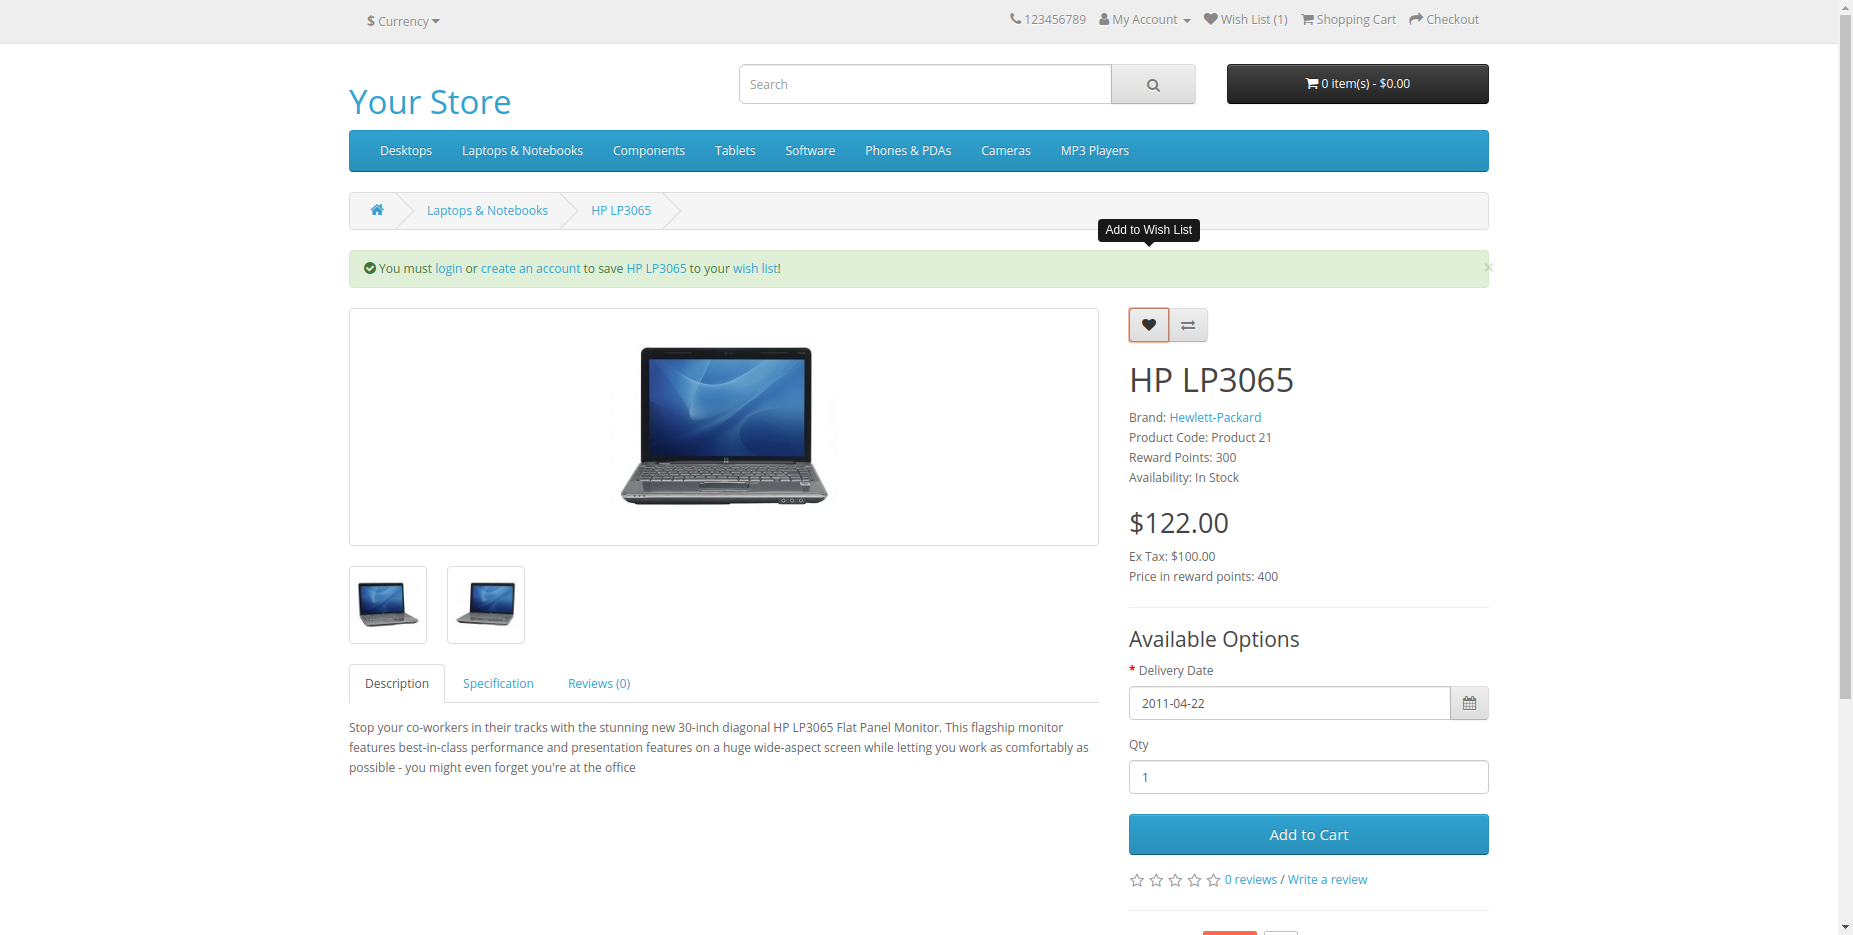 $ Currency
123456789 My Account Wish List (1) Shopping Cart Checkout
Your Store
Search
0 item(s) - $0.00
Desktops Laptops & Notebooks Components Tablets Software Phones & PDAs Cameras MP3 Players
Laptops & Notebooks HP LP3065
Add to Wish List
You must login or create an account to save HP LP3065 to your wish list!
×
HP LP3065
Brand: Hewlett-Packard
Product Code: Product 21
Reward Points: 300
Availability: In Stock
$122.00
Ex Tax: $100.00
Price in reward points: 400
Available Options
* Delivery Date
2011-04-22
Qty
1
Add to Cart
0 reviews / Write a review
Description Specification Reviews (0)
Stop your co-workers in their tracks with the stunning new 30-inch diagonal HP LP3065 Flat Panel Monitor. This flagship monitor
features best-in-class performance and presentation features on a huge wide-aspect screen while letting you work as comfortably as
possible - you might even forget you're at the office